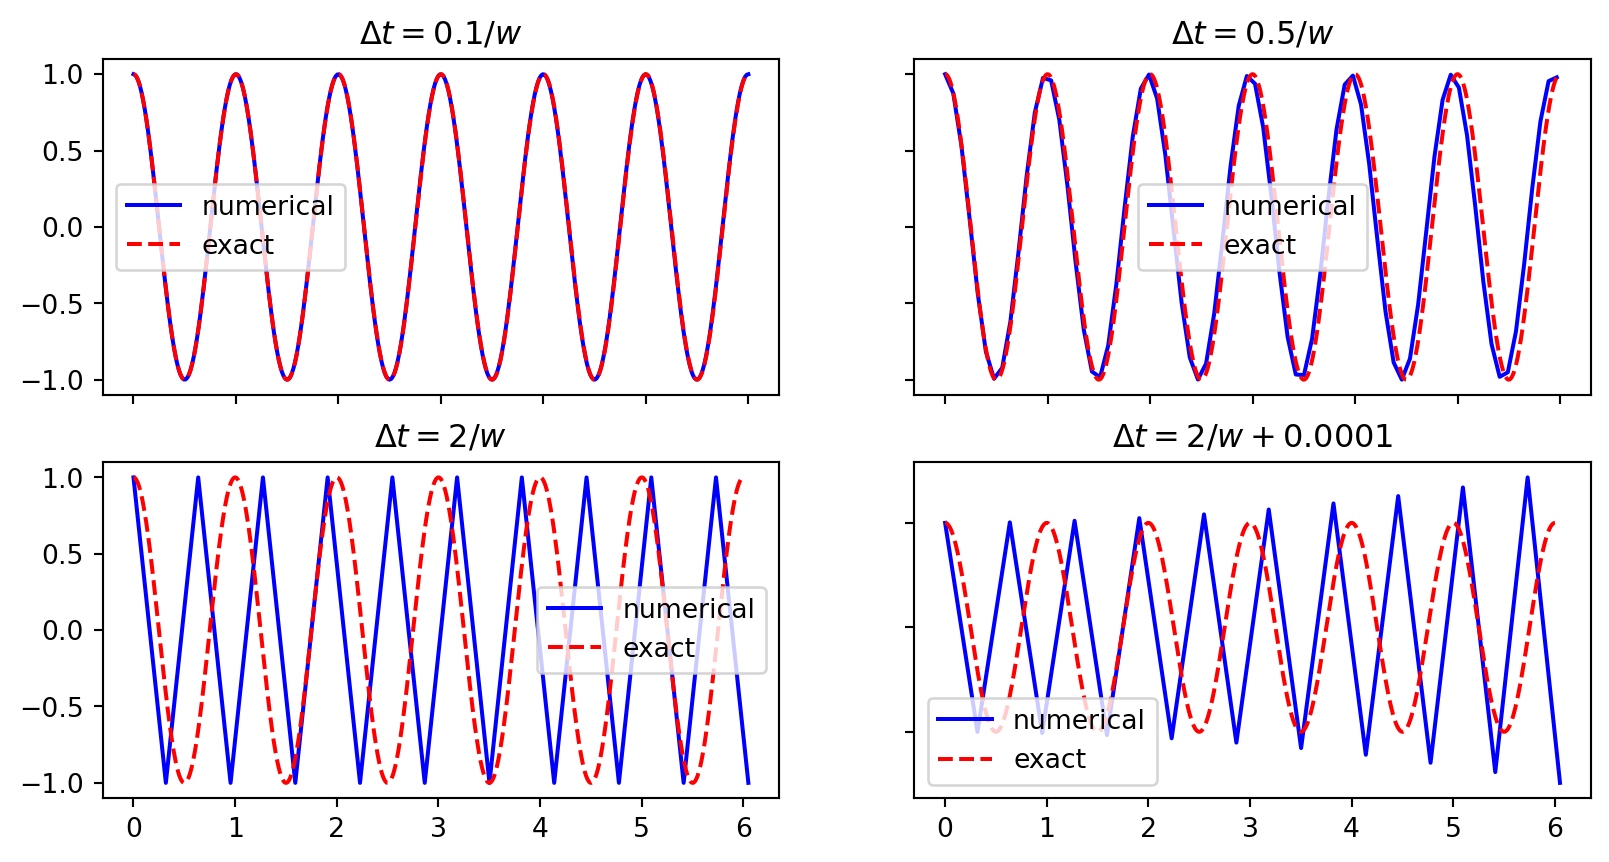 Δt = 0.1/w
1.0
0.5
0.0
−0.5
−1.0
numerical
exact
Δt = 0.5/w
numerical
exact
Δt = 2/w
1.0
0.5
0.0
−0.5
−1.0
0 1 2 3 4 5 6
numerical
exact
Δt = 2/w + 0.0001
0 1 2 3 4 5 6
numerical
exact